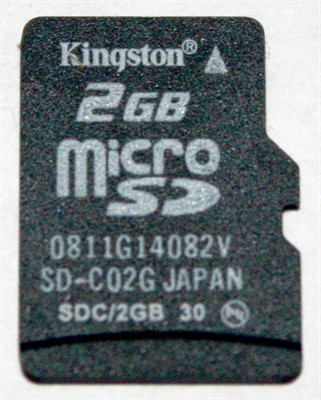 Kingston®
2GB
micro
SD
0811G14082V
SD-C02G JAPAN
SDC/2GB 30